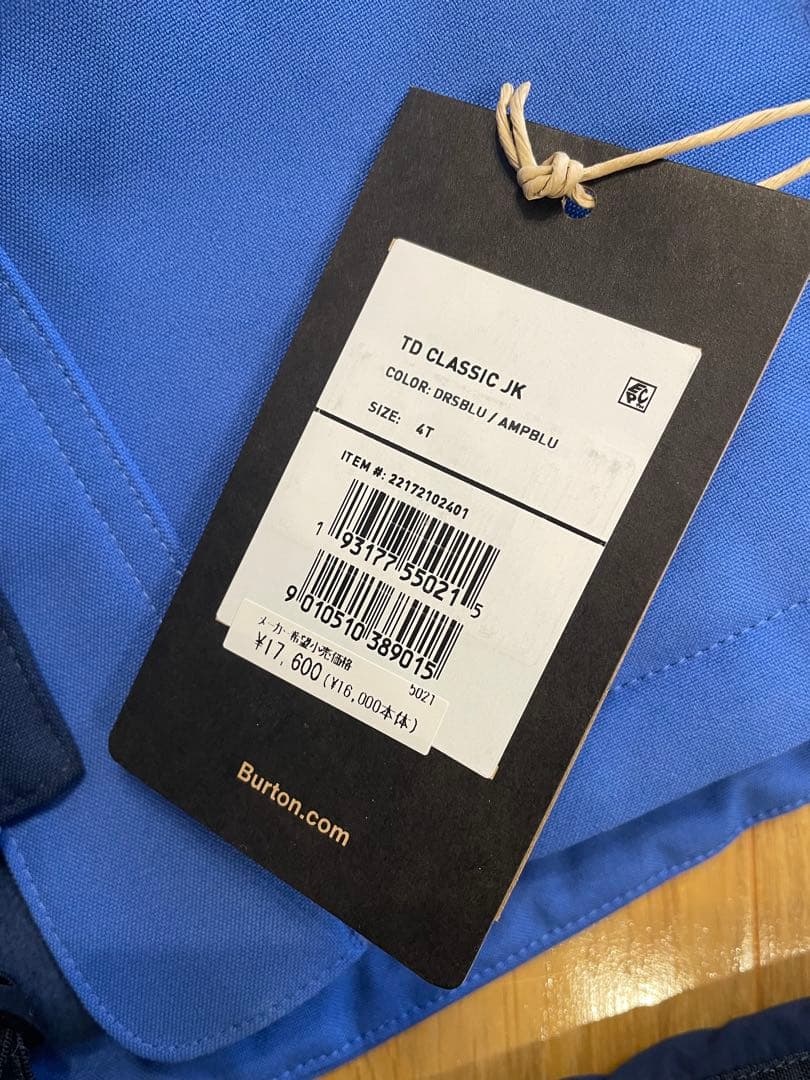 TD CLASSIC JK
COLOR: DRSBLU / AMPBLU
SIZE: 4T
ITEM #: 22172102401
1 93177 55021 5
9 010510 389015
メーカー希望小売価格
5021
¥17,600(¥16,000本体)
Burton.com